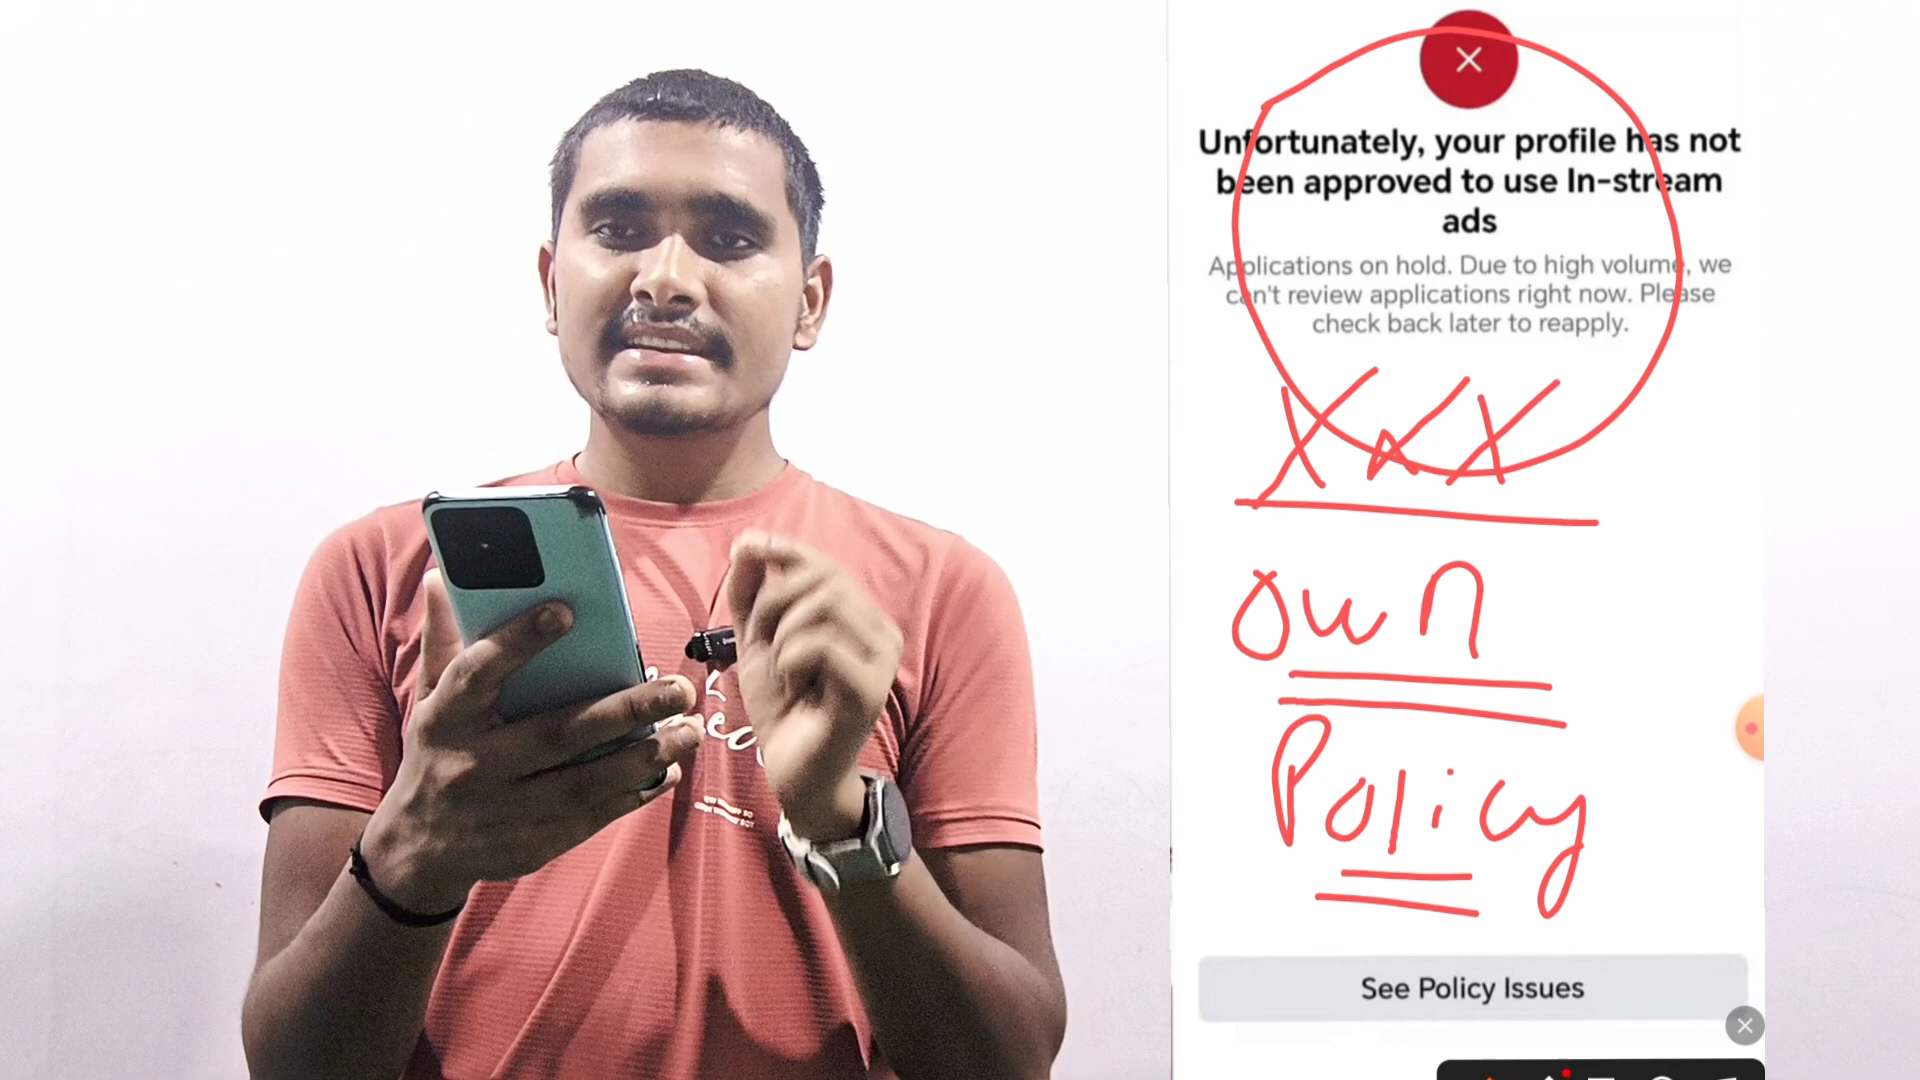 Unfortunately, your profile has not
been approved to use In-stream
ads
Applications on hold. Due to high volume, we
can't review applications right now. Please
check back later to reapply.
XXX
own
Policy
See Policy Issues